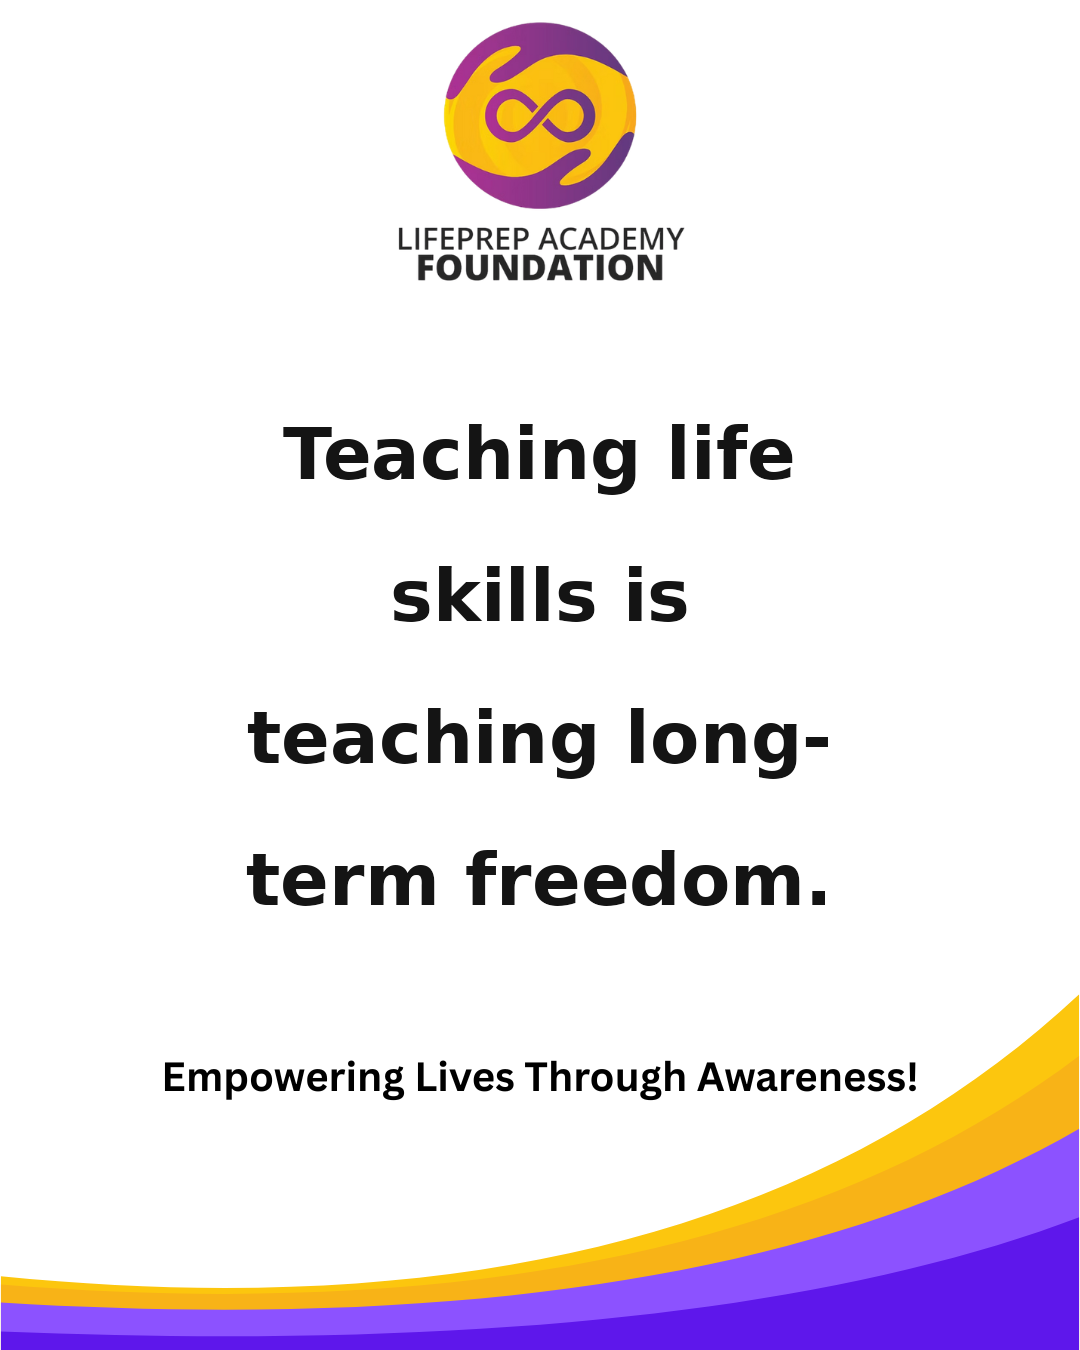 LIFEPREP ACADEMY
FOUNDATION
Teaching life
skills is
teaching long-
term freedom.
Empowering Lives Through Awareness!